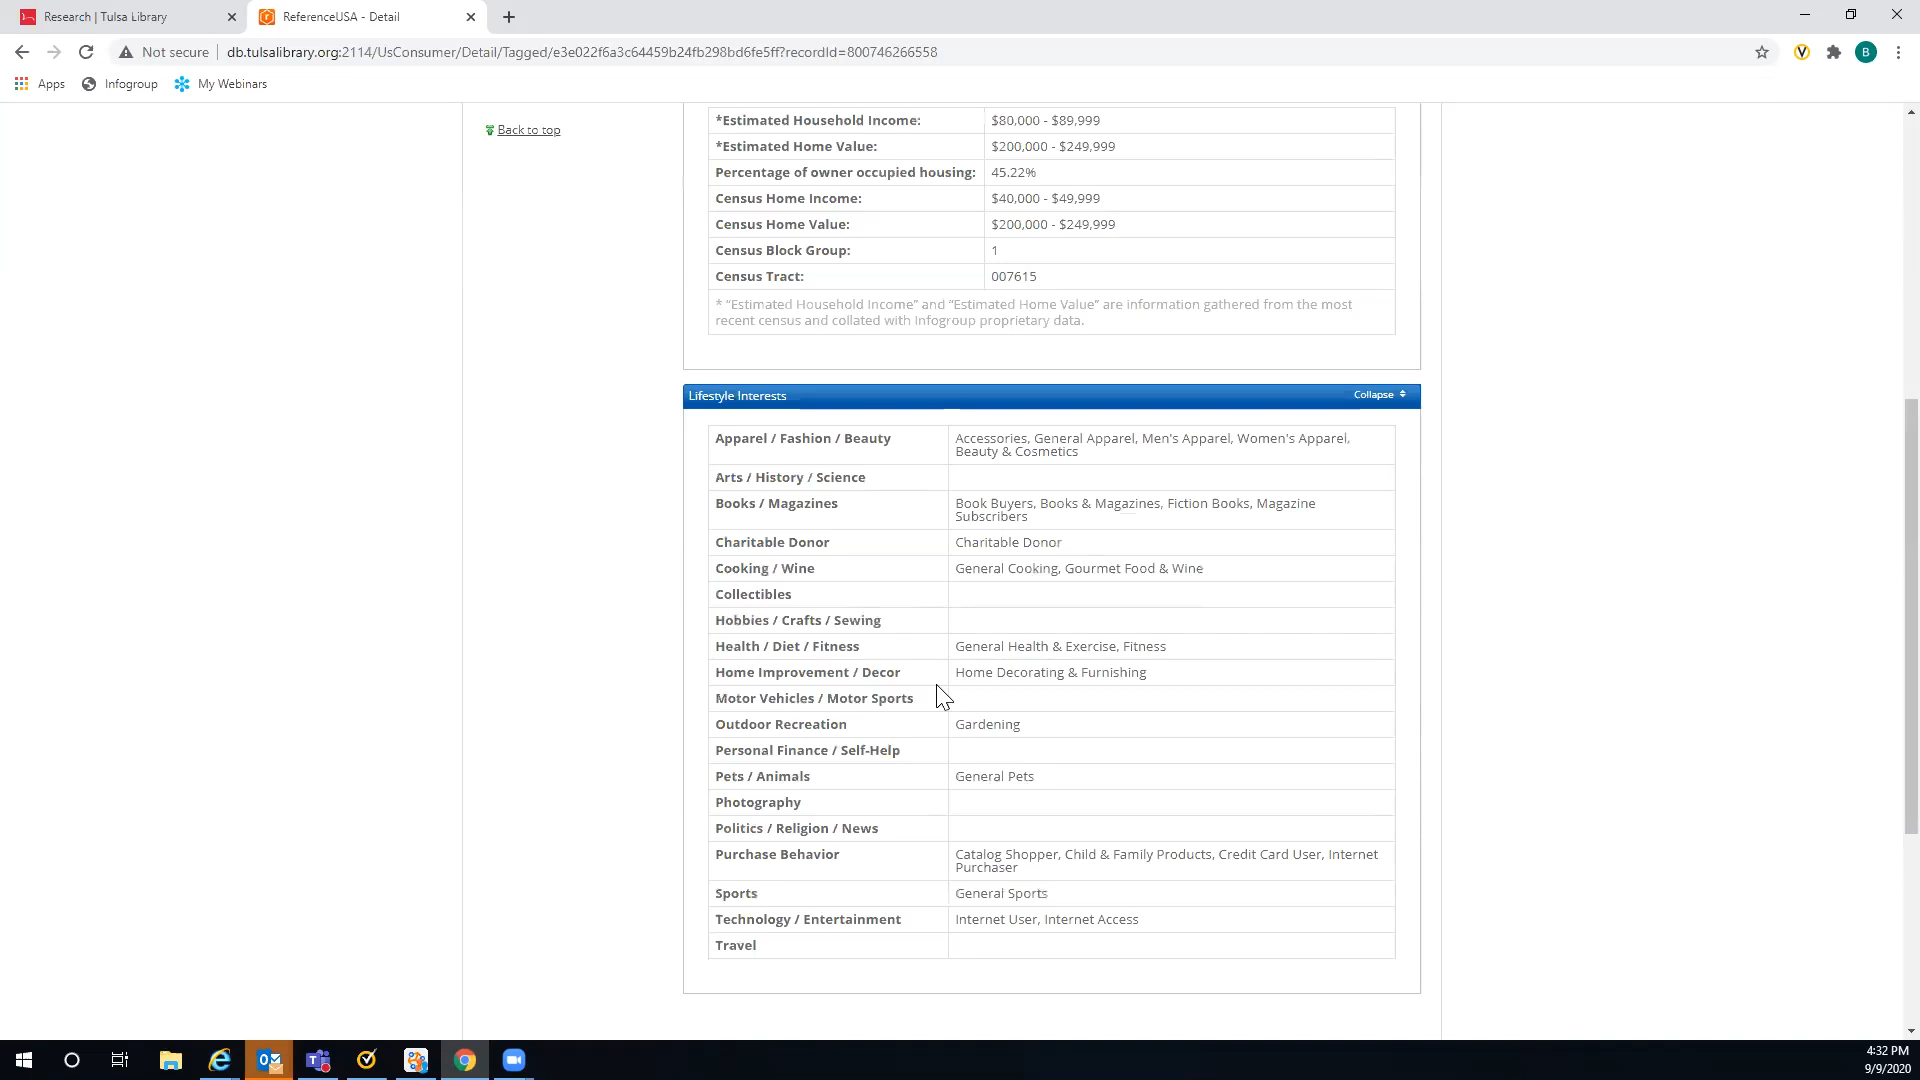 Research | Tulsa Library
ReferenceUSA - Detail
Not secure
db.tulsalibrary.org:2114/UsConsumer/Detail/Tagged/e3e022f6a3c64459b24fb298bd6fe5ff?recordId=800746266558
B
Apps
Infogroup
My Webinars
Back to top
*Estimated Household Income: $80,000 - $89,999
*Estimated Home Value: $200,000 - $249,999
Percentage of owner occupied housing: 45.22%
Census Home Income: $40,000 - $49,999
Census Home Value: $200,000 - $249,999
Census Block Group: 1
Census Tract: 007615
* "Estimated Household Income" and "Estimated Home Value" are information gathered from the most
recent census and collated with Infogroup proprietary data.
Lifestyle Interests Collapse
Apparel / Fashion / Beauty Accessories, General Apparel, Men's Apparel, Women's Apparel,
Beauty & Cosmetics
Arts / History / Science
Books / Magazines Book Buyers, Books & Magazines, Fiction Books, Magazine
Subscribers
Charitable Donor Charitable Donor
Cooking / Wine General Cooking, Gourmet Food & Wine
Collectibles
Hobbies / Crafts / Sewing
Health / Diet / Fitness General Health & Exercise, Fitness
Home Improvement / Decor Home Decorating & Furnishing
Motor Vehicles / Motor Sports
Outdoor Recreation Gardening
Personal Finance / Self-Help
Pets / Animals General Pets
Photography
Politics / Religion / News
Purchase Behavior Catalog Shopper, Child & Family Products, Credit Card User, Internet
Purchaser
Sports General Sports
Technology / Entertainment Internet User, Internet Access
Travel
4:32 PM
9/9/2020